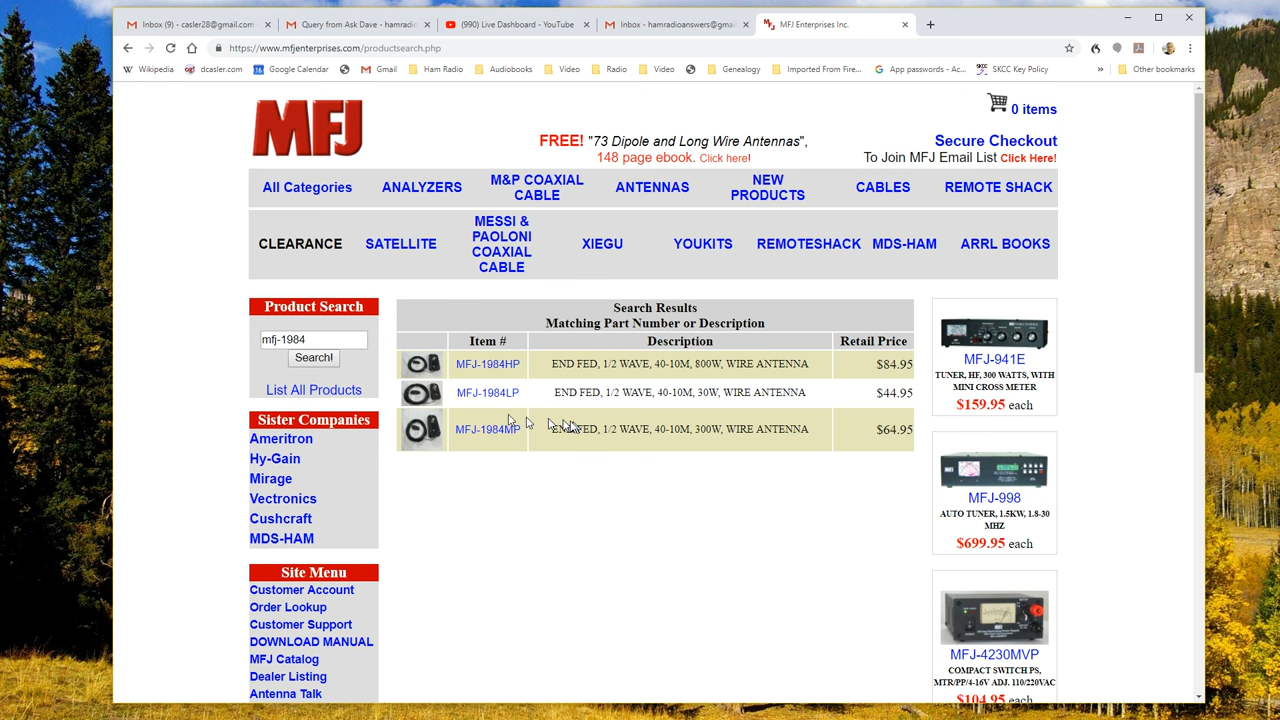 Inbox (9) - casler28@gmail.com
Query from Ask Dave - hamradio
(990) Live Dashboard - YouTube
Inbox - hamradioanswers@gmai
MFJ Enterprises Inc.
https://www.mfjenterprises.com/productsearch.php
Wikipedia dcasler.com Google Calendar Gmail Ham Radio Audiobooks Video Radio Video Genealogy Imported From Fire... App passwords - Ac... SKCC Key Policy » Other bookmarks
MFJ
0 items
FREE! "73 Dipole and Long Wire Antennas",
148 page ebook. Click here!
Secure Checkout
To Join MFJ Email List Click Here!
All Categories
ANALYZERS
M&P COAXIAL
CABLE
ANTENNAS
NEW
PRODUCTS
CABLES
REMOTE SHACK
CLEARANCE
SATELLITE
MESSI &
PAOLONI
COAXIAL
CABLE
XIEGU
YOUKITS
REMOTESHACK
MDS-HAM
ARRL BOOKS
Product Search
mfj-1984
Search!
List All Products
Sister Companies
Ameritron
Hy-Gain
Mirage
Vectronics
Cushcraft
MDS-HAM
Site Menu
Customer Account
Order Lookup
Customer Support
DOWNLOAD MANUAL
MFJ Catalog
Dealer Listing
Antenna Talk
Search Results
Matching Part Number or Description
Item # Description Retail Price
MFJ-1984HP END FED, 1/2 WAVE, 40-10M, 800W, WIRE ANTENNA $84.95
MFJ-1984LP END FED, 1/2 WAVE, 40-10M, 30W, WIRE ANTENNA $44.95
MFJ-1984MP END FED, 1/2 WAVE, 40-10M, 300W, WIRE ANTENNA $64.95
MFJ-941E
TUNER, HF, 300 WATTS, WITH
MINI CROSS METER
$159.95 each
MFJ-998
AUTO TUNER, 1.5KW, 1.8-30
MHZ
$699.95 each
MFJ-4230MVP
COMPACT SWITCH PS,
MTR/PP/4-16V ADJ. 110/220VAC
$104.95 each